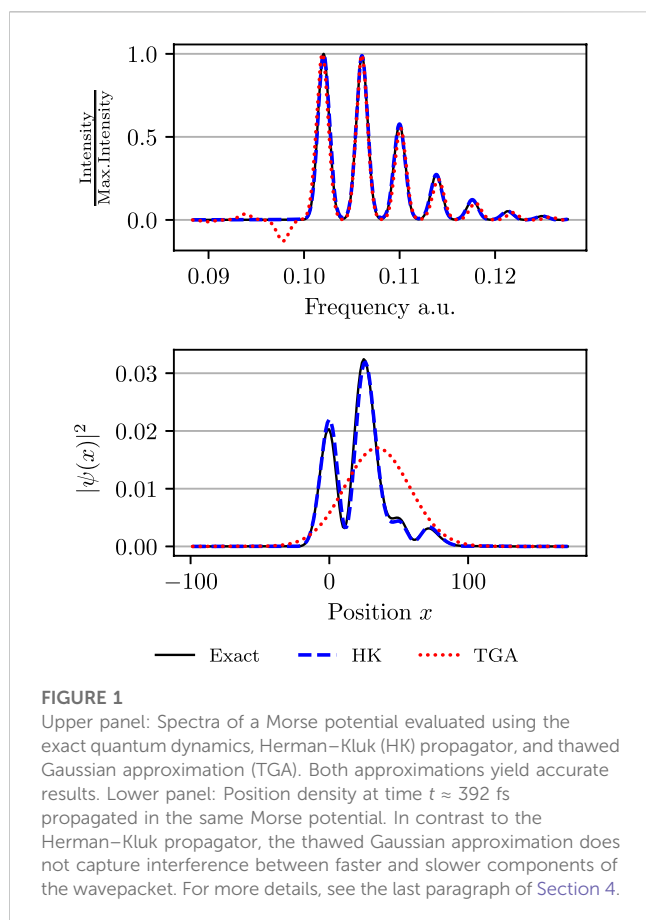 1.0
0.5
0.0
Intensity
Max.Intensity
0.09 0.10 0.11 0.12
Frequency a.u.
0.03
0.02
0.01
0.00
|ψ(x)|²
−100 0 100
Position x
Exact HK TGA
FIGURE 1
Upper panel: Spectra of a Morse potential evaluated using the
exact quantum dynamics, Herman–Kluk (HK) propagator, and thawed
Gaussian approximation (TGA). Both approximations yield accurate
results. Lower panel: Position density at time t ≈ 392 fs
propagated in the same Morse potential. In contrast to the
Herman–Kluk propagator, the thawed Gaussian approximation does
not capture interference between faster and slower components of
the wavepacket. For more details, see the last paragraph of Section 4.